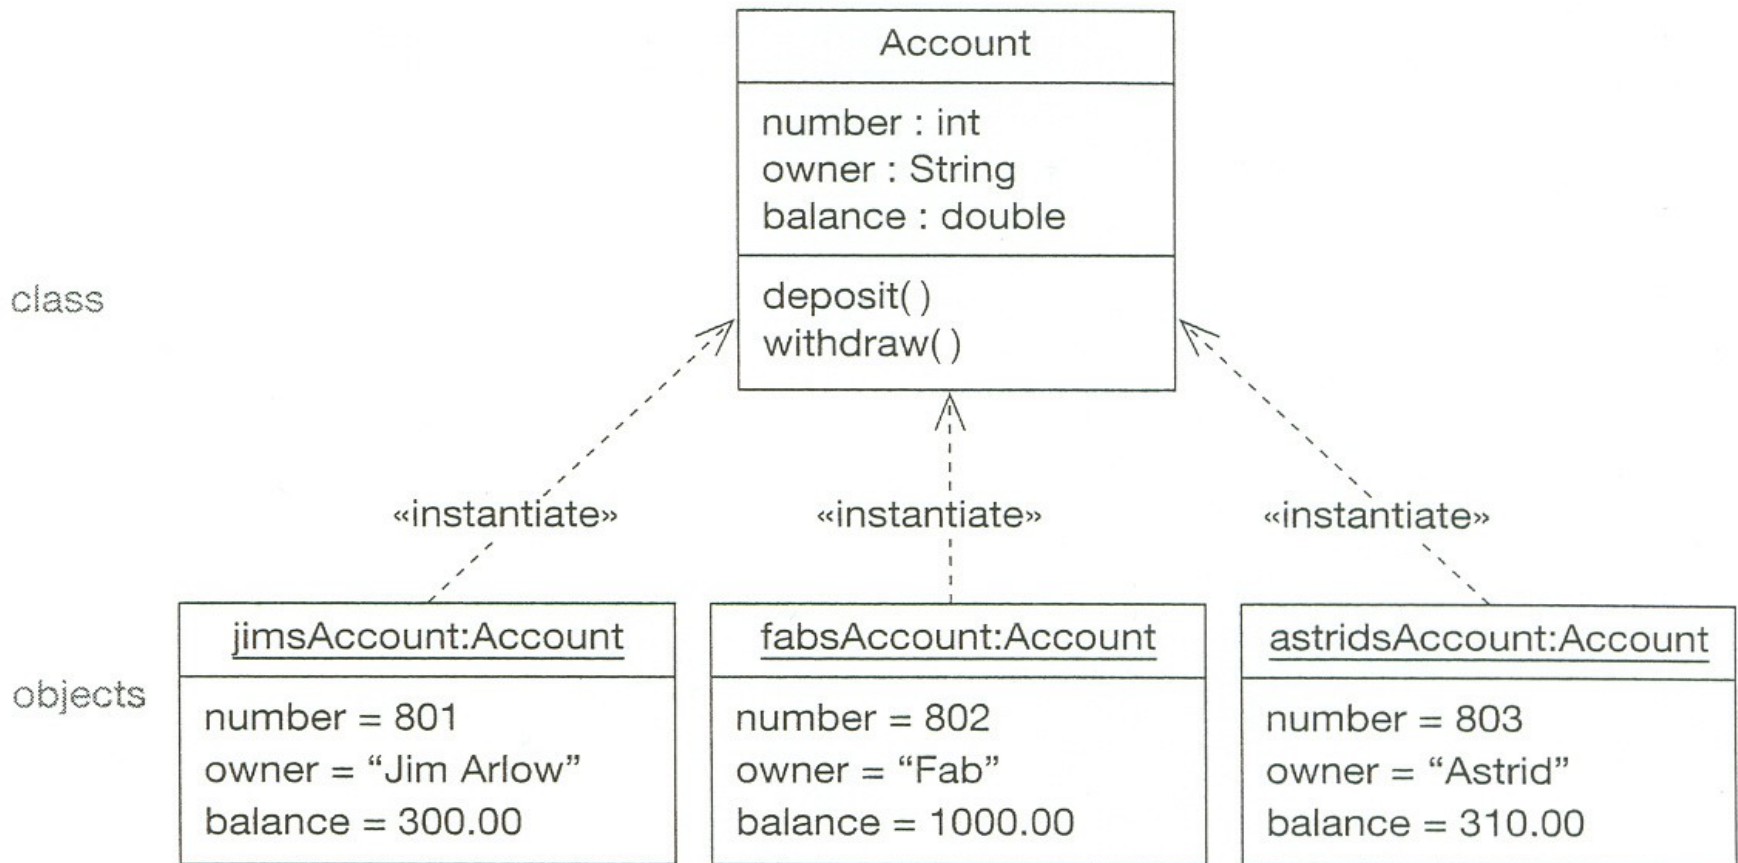 Account
number : int
owner : String
balance : double
class
deposit( )
withdraw( )
«instantiate»
«instantiate»
«instantiate»
jimsAccount:Account
fabsAccount:Account
astridsAccount:Account
objects
number = 801
owner = “Jim Arlow”
balance = 300.00
number = 802
owner = “Fab”
balance = 1000.00
number = 803
owner = “Astrid”
balance = 310.00